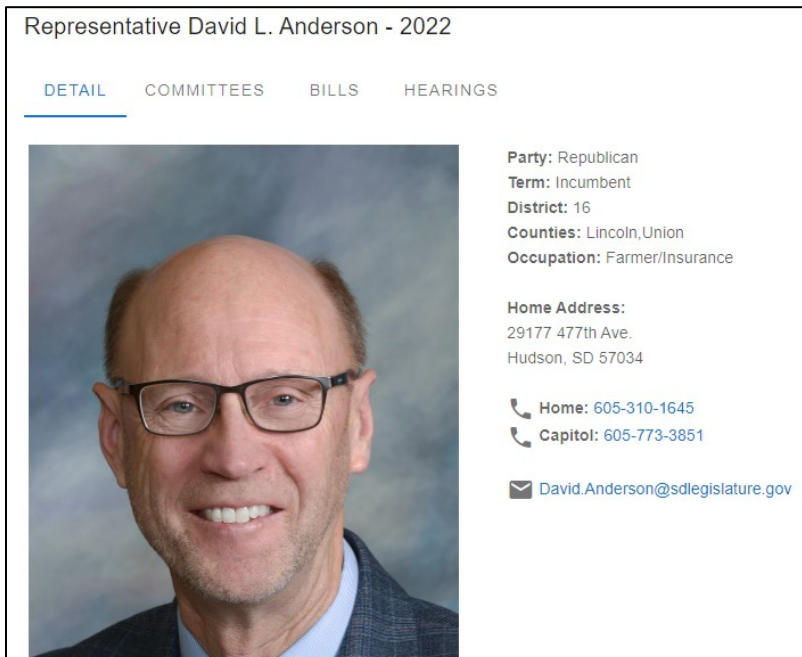 Representative David L. Anderson - 2022
DETAIL COMMITTEES BILLS HEARINGS
Party: Republican
Term: Incumbent
District: 16
Counties: Lincoln,Union
Occupation: Farmer/Insurance
Home Address:
29177 477th Ave.
Hudson, SD 57034
Home: 605-310-1645
Capitol: 605-773-3851
David.Anderson@sdlegislature.gov